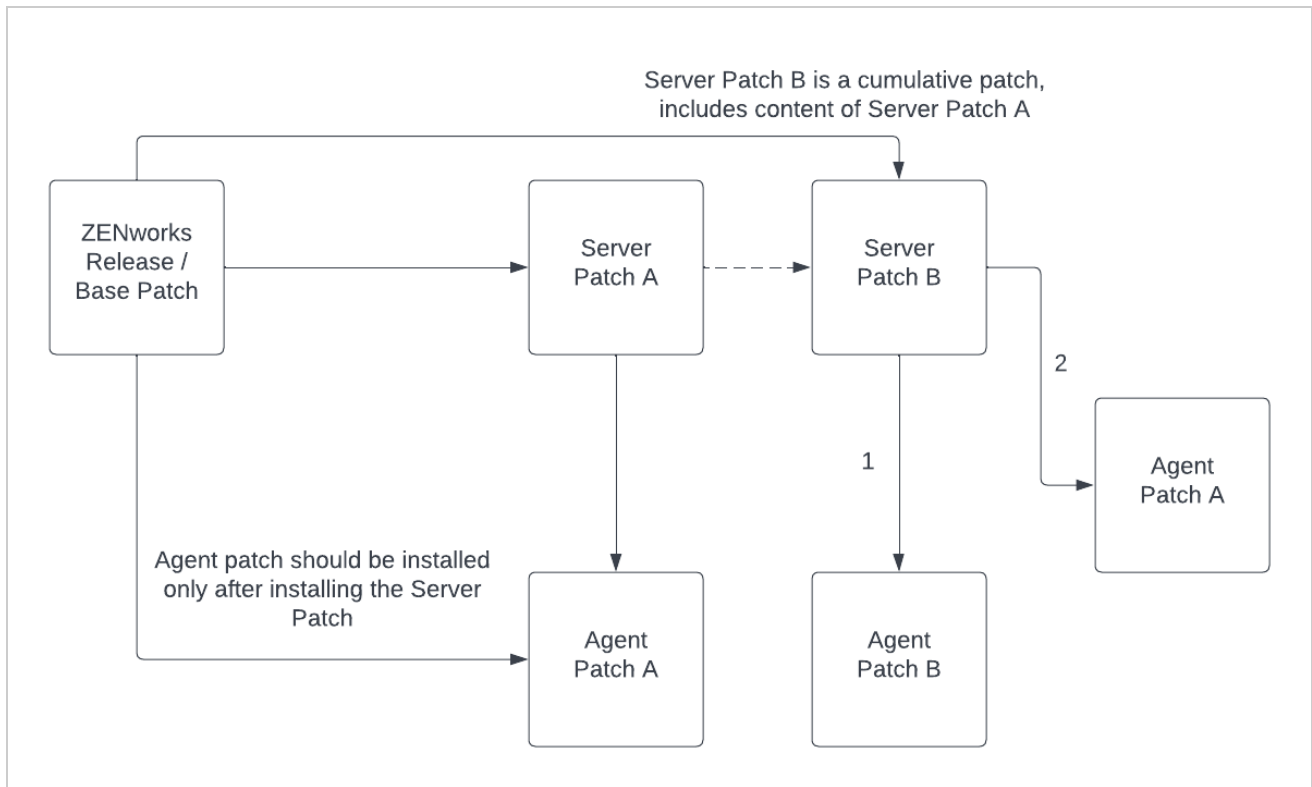 Server Patch B is a cumulative patch,
includes content of Server Patch A
ZENworks
Release /
Base Patch
Server
Patch A
Server
Patch B
2
Agent
Patch A
1
Agent patch should be installed
only after installing the Server
Patch
Agent
Patch A
Agent
Patch B